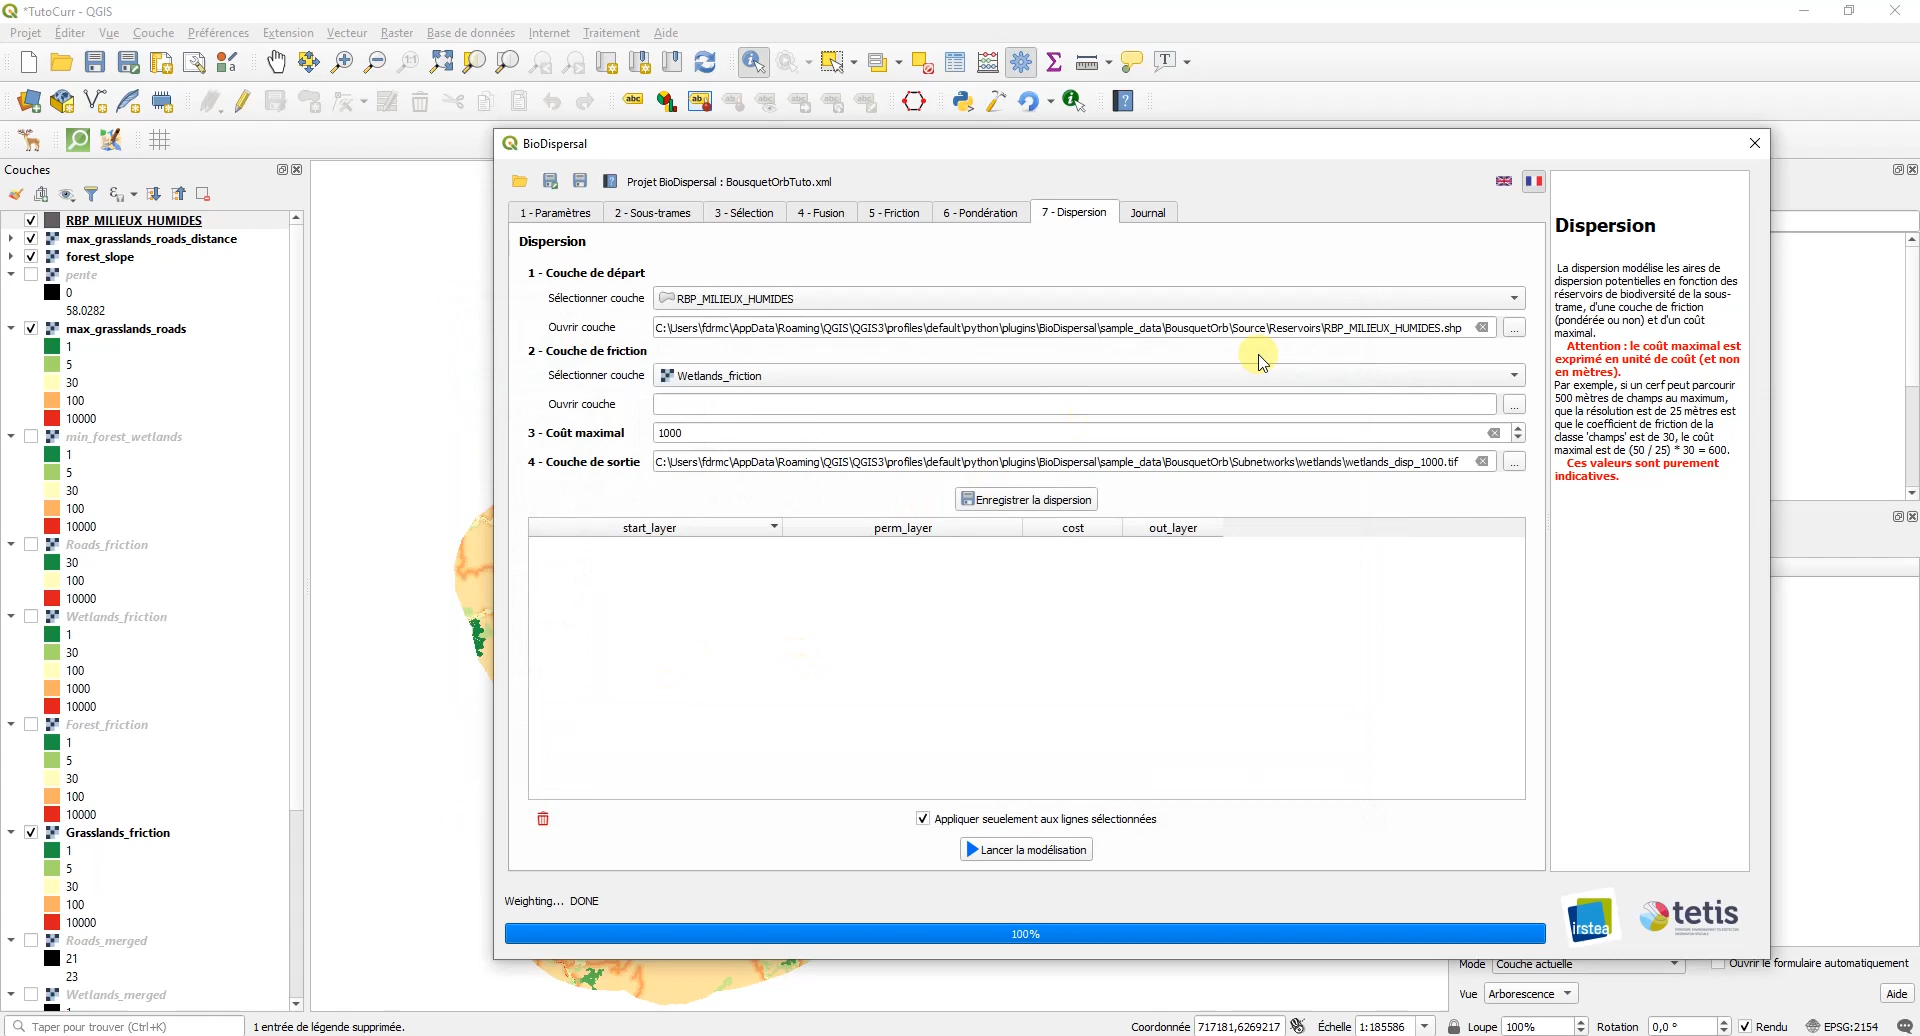 *TutoCurr - QGIS
Projet Éditer Vue Couche Préférences Extension Vecteur Raster Base de données Internet Traitement Aide
Couches
RBP_MILIEUX_HUMIDES
max_grasslands_roads_distance
forest_slope
pente
0
58.0282
max_grasslands_roads
1
5
30
100
10000
min_forest_wetlands
1
5
30
100
10000
Roads_friction
30
100
10000
Wetlands_friction
1
30
100
1000
10000
Forest_friction
1
5
30
100
10000
Grasslands_friction
1
5
30
100
10000
Roads_merged
21
23
Wetlands_merged
BioDispersal
Projet BioDispersal : BousquetOrbTuto.xml
1 - Paramètres 2 - Sous-trames 3 - Sélection 4 - Fusion 5 - Friction 6 - Pondération 7 - Dispersion Journal
Dispersion
1 - Couche de départ
Sélectionner couche RBP_MILIEUX_HUMIDES
Ouvrir couche C:\Users\fdrmc\AppData\Roaming\QGIS\QGIS3\profiles\default\python\plugins\BioDispersal\sample_data\BousquetOrb\Source\Reservoirs\RBP_MILIEUX_HUMIDES.shp ...
2 - Couche de friction
Sélectionner couche Wetlands_friction
Ouvrir couche ...
3 - Coût maximal 1000
4 - Couche de sortie C:\Users\fdrmc\AppData\Roaming\QGIS\QGIS3\profiles\default\python\plugins\BioDispersal\sample_data\BousquetOrb\Subnetworks\wetlands\wetlands_disp_1000.tif ...
Enregistrer la dispersion
start_layer perm_layer cost out_layer
Appliquer seuelement aux lignes sélectionnées
Lancer la modélisation
Weighting... DONE
100%
Dispersion
La dispersion modélise les aires de
dispersion potentielles en fonction des
réservoirs de biodiversité de la sous-
trame, d'une couche de friction
(pondérée ou non) et d'un coût
maximal.
Attention : le coût maximal est
exprimé en unité de coût (et non
en mètres).
Par exemple, si un cerf peut parcourir
500 mètres de champs au maximum,
que la résolution est de 25 mètres est
que le coefficient de friction de la
classe 'champs' est de 30, le coût
maximal est de (50 / 25) * 30 = 600.
Ces valeurs sont purement
indicatives.
irstea
tetis
Mode Couche actuelle Ouvrir le formulaire automatiquement
Vue Arborescence Aide
Taper pour trouver (Ctrl+K) 1 entrée de légende supprimée. Coordonnée 717181,6269217 Échelle 1:185586 Loupe 100% Rotation 0,0 ° Rendu EPSG:2154